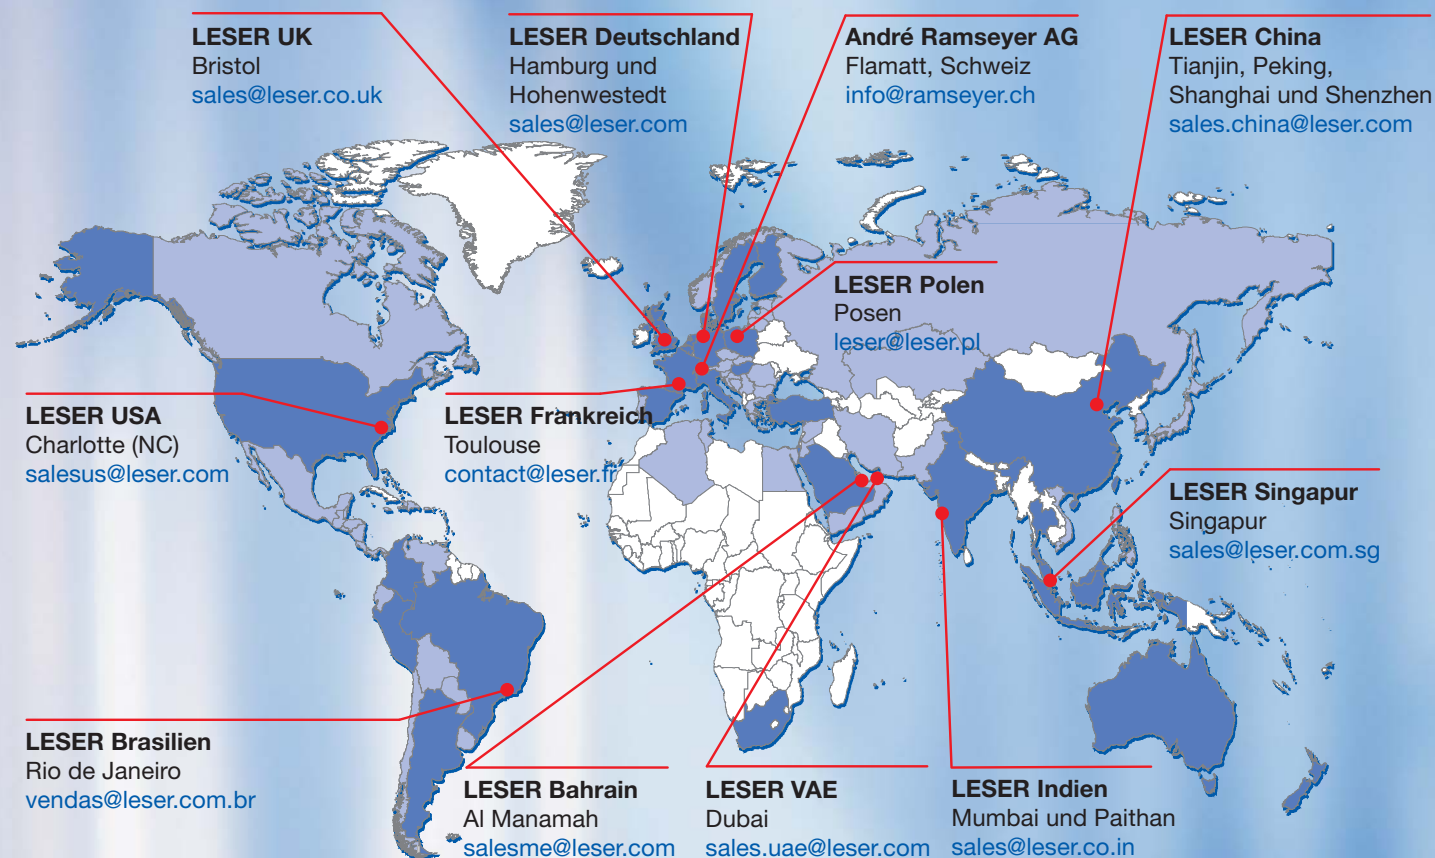 LESER UK
Bristol
sales@leser.co.uk
LESER Deutschland
Hamburg und
Hohenwestedt
sales@leser.com
André Ramseyer AG
Flamatt, Schweiz
info@ramseyer.ch
LESER China
Tianjin, Peking,
Shanghai und Shenzhen
sales.china@leser.com
LESER Polen
Posen
leser@leser.pl
LESER USA
Charlotte (NC)
salesus@leser.com
LESER Frankreich
Toulouse
contact@leser.fr
LESER Singapur
Singapur
sales@leser.com.sg
LESER Brasilien
Rio de Janeiro
vendas@leser.com.br
LESER Bahrain
Al Manamah
salesme@leser.com
LESER VAE
Dubai
sales.uae@leser.com
LESER Indien
Mumbai und Paithan
sales@leser.co.in